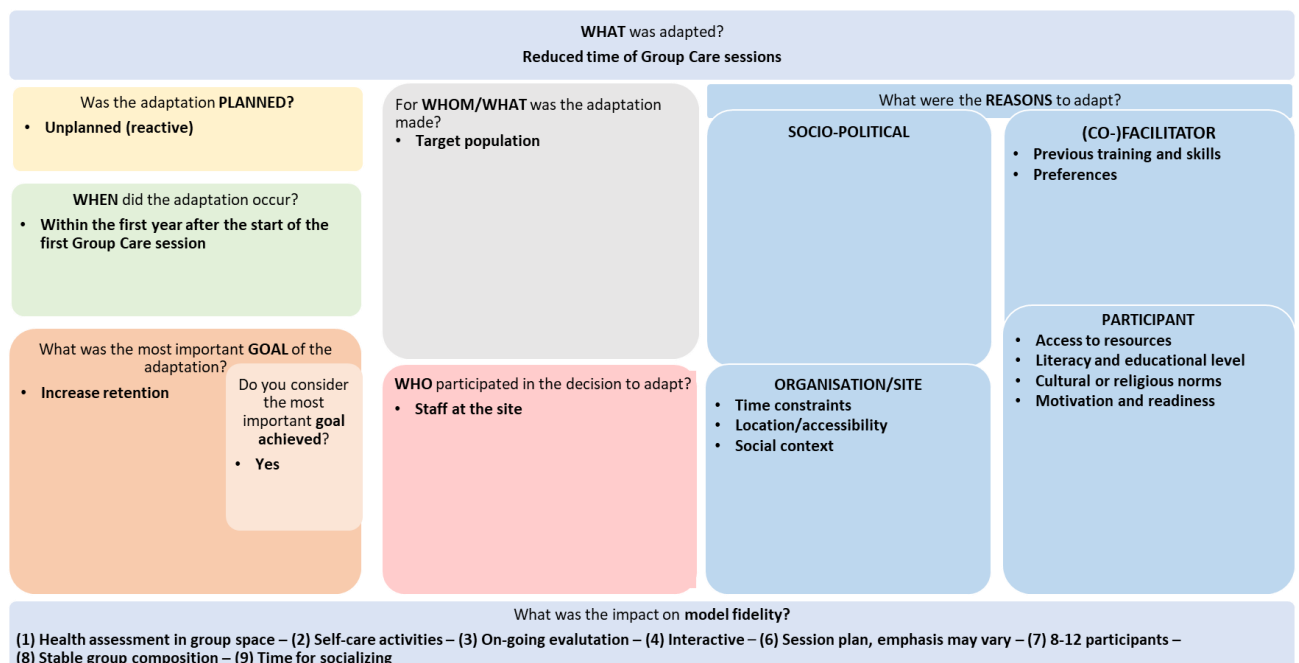 WHAT was adapted?
Reduced time of Group Care sessions
Was the adaptation PLANNED?
• Unplanned (reactive)
WHEN did the adaptation occur?
• Within the first year after the start of the
first Group Care session
What was the most important GOAL of the
adaptation?
• Increase retention
Do you consider
the most
important goal
achieved?
• Yes
For WHOM/WHAT was the adaptation
made?
• Target population
WHO participated in the decision to adapt?
• Staff at the site
What were the REASONS to adapt?
SOCIO-POLITICAL
(CO-)FACILITATOR
• Previous training and skills
• Preferences
ORGANISATION/SITE
• Time constraints
• Location/accessibility
• Social context
PARTICIPANT
• Access to resources
• Literacy and educational level
• Cultural or religious norms
• Motivation and readiness
What was the impact on model fidelity?
(1) Health assessment in group space – (2) Self-care activities – (3) On-going evalutation – (4) Interactive – (6) Session plan, emphasis may vary – (7) 8-12 participants –
(8) Stable group composition – (9) Time for socializing